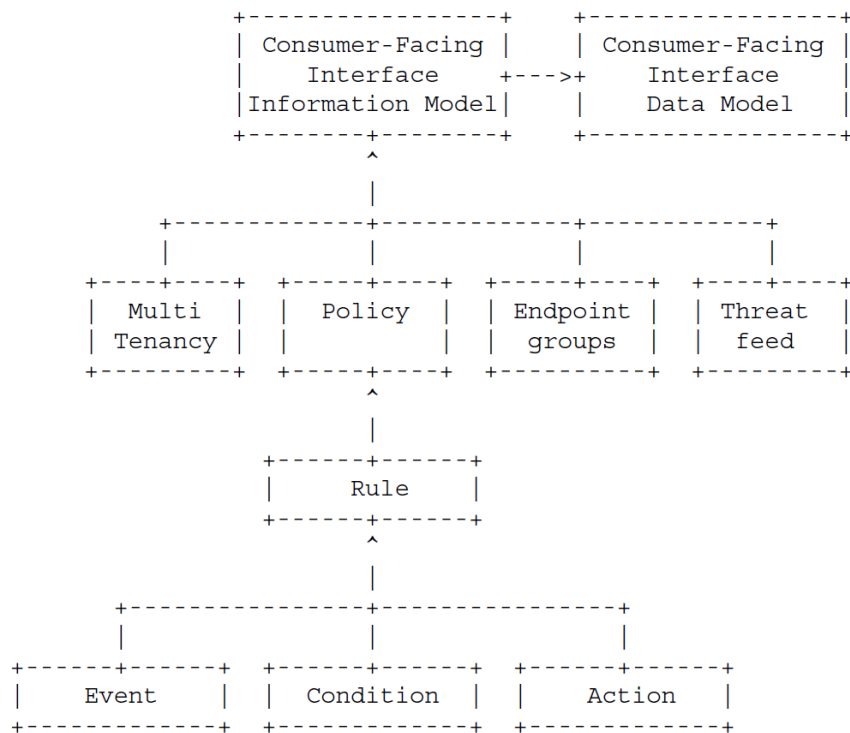 Consumer-Facing Consumer-Facing
Interface Interface
Information Model Data Model
Multi Policy Endpoint Threat
Tenancy groups feed
Rule
Event Condition Action